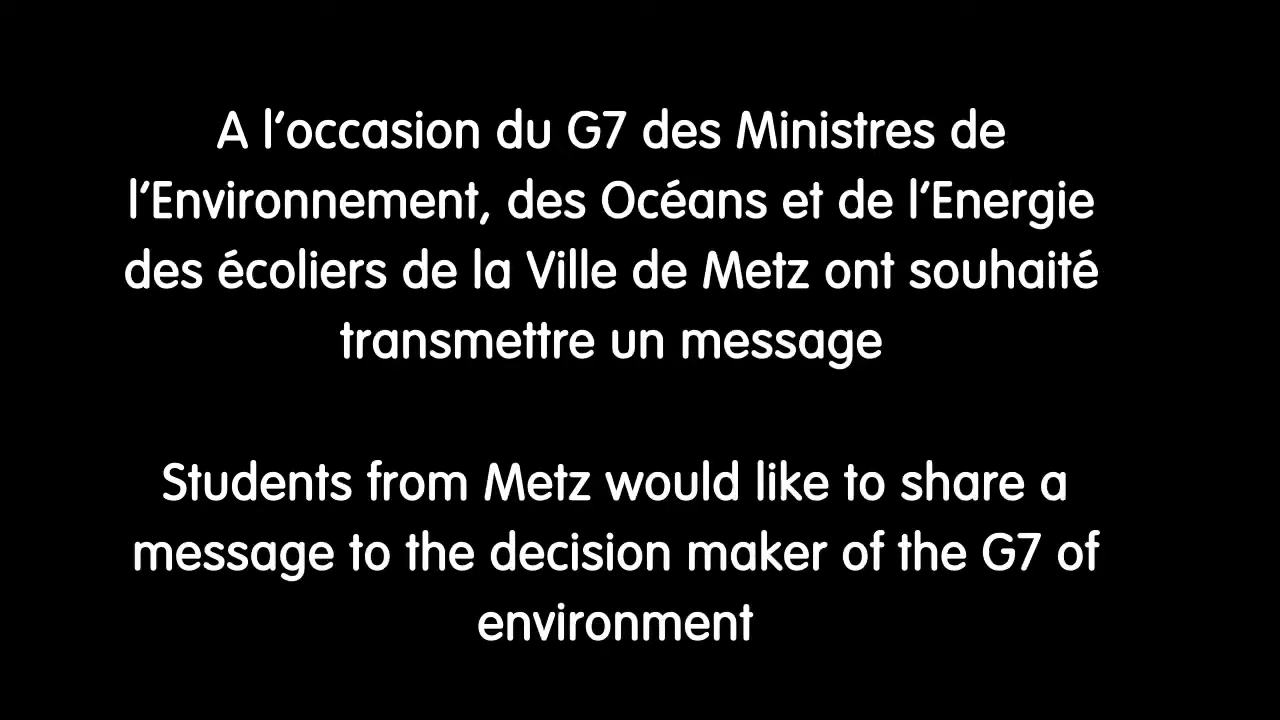 A l’occasion du G7 des Ministres de
l’Environnement, des Océans et de l’Energie
des écoliers de la Ville de Metz ont souhaité
transmettre un message
Students from Metz would like to share a
message to the decision maker of the G7 of
environment